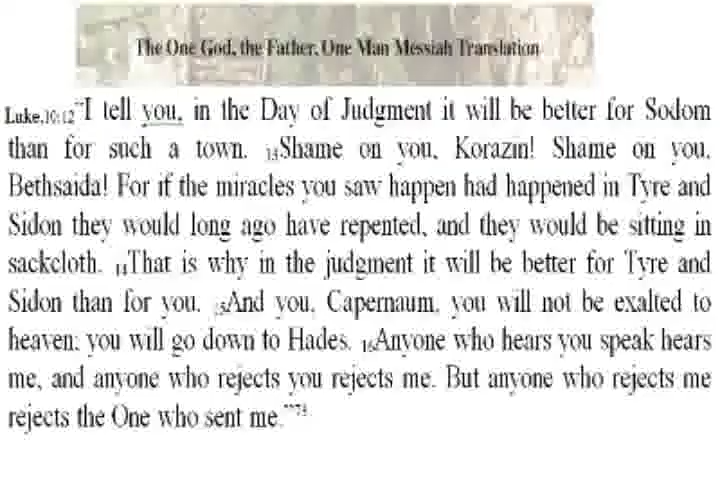 The One God, the Father, One Man Messiah Translation
Luke,10:12"I tell you, in the Day of Judgment it will be better for Sodom
than for such a town. 13Shame on you, Korazin! Shame on you,
Bethsaida! For if the miracles you saw happen had happened in Tyre and
Sidon they would long ago have repented, and they would be sitting in
sackcloth. 14That is why in the judgment it will be better for Tyre and
Sidon than for you. 15And you, Capernaum, you will not be exalted to
heaven; you will go down to Hades. 16Anyone who hears you speak hears
me, and anyone who rejects you rejects me. But anyone who rejects me
rejects the One who sent me."